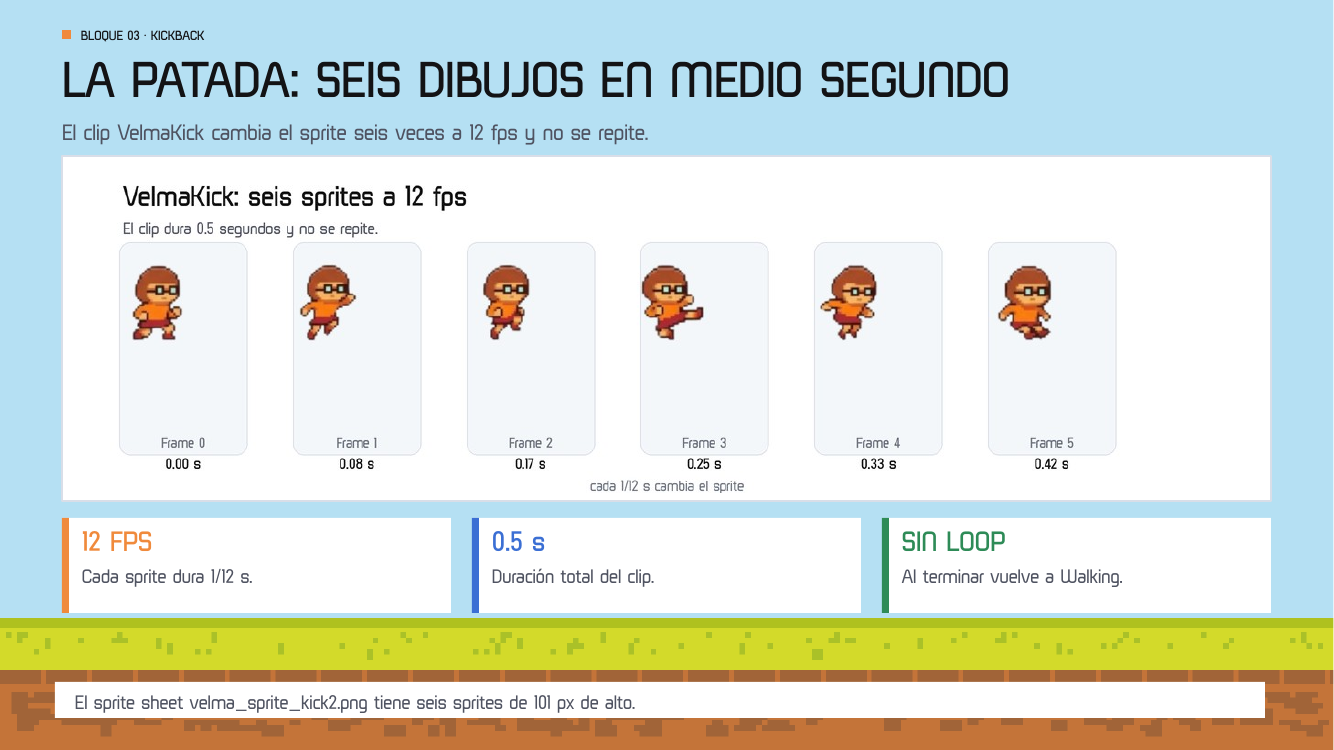 BLOQUE 03 · KICKBACK
LA PATADA: SEIS DIBUJOS EN MEDIO SEGUNDO
El clip VelmaKick cambia el sprite seis veces a 12 fps y no se repite.
VelmaKick: seis sprites a 12 fps
El clip dura 0.5 segundos y no se repite.
Frame 0
0.00 s
Frame 1
0.08 s
Frame 2
0.17 s
Frame 3
0.25 s
Frame 4
0.33 s
Frame 5
0.42 s
cada 1/12 s cambia el sprite
12 FPS
Cada sprite dura 1/12 s.
0.5 s
Duración total del clip.
SIN LOOP
Al terminar vuelve a Walking.
El sprite sheet velma_sprite_kick2.png tiene seis sprites de 101 px de alto.